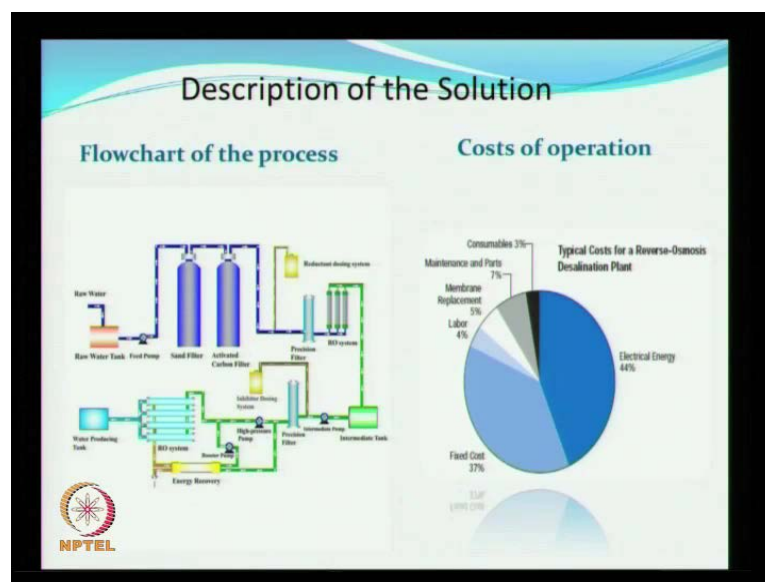 Description of the Solution
Flowchart of the process
Costs of operation
Raw Water
Raw Water Tank
Feed Pump
Sand Filter
Activated
Carbon Filter
Reductant dosing system
Precision
Filter
RO system
Inhibitor Dosing
System
Water Producing
Tank
RO system
High-pressure
Pump
Booster Pump
Precision
Filter
Intermediate Pump
Intermediate Tank
Energy Recovery
Typical Costs for a Reverse-Osmosis
Desalination Plant
Consumables 3%
Maintenance and Parts
7%
Membrane
Replacement
5%
Labor
4%
Electrical Energy
44%
Fixed Cost
37%
NPTEL